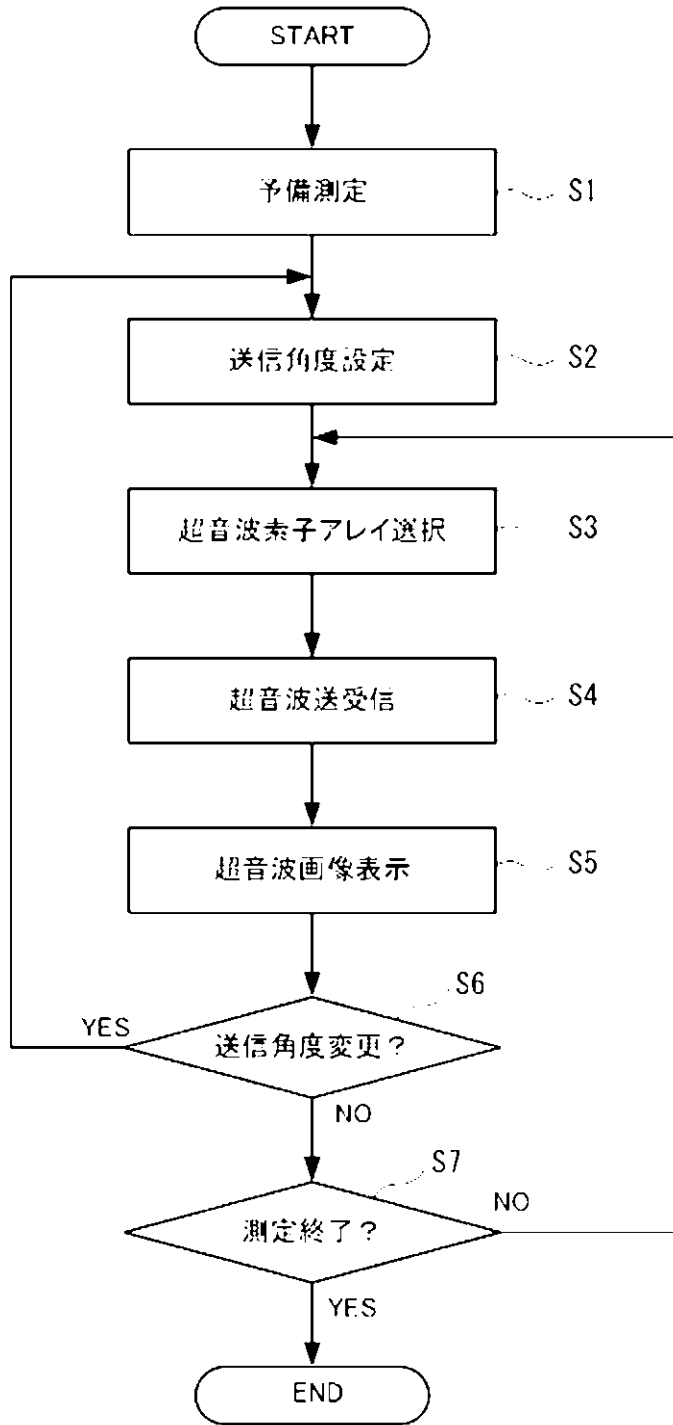 START
予備測定
S1
送信角度設定
S2
超音波素子アレイ選択
S3
超音波送受信
S4
超音波画像表示
S5
S6
YES
送信角度変更?
NO
S7
NO
測定終了?
YES
END